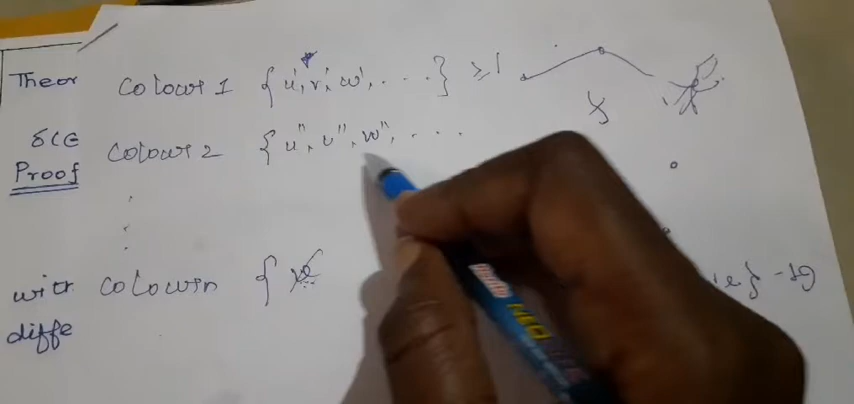 Theor
δ(G
Proof
with
diffe
Colour 1 {u', v', w', . . . .} ≥ 1
Colour 2 {u'', v'', w'', . . . .
Colour n {